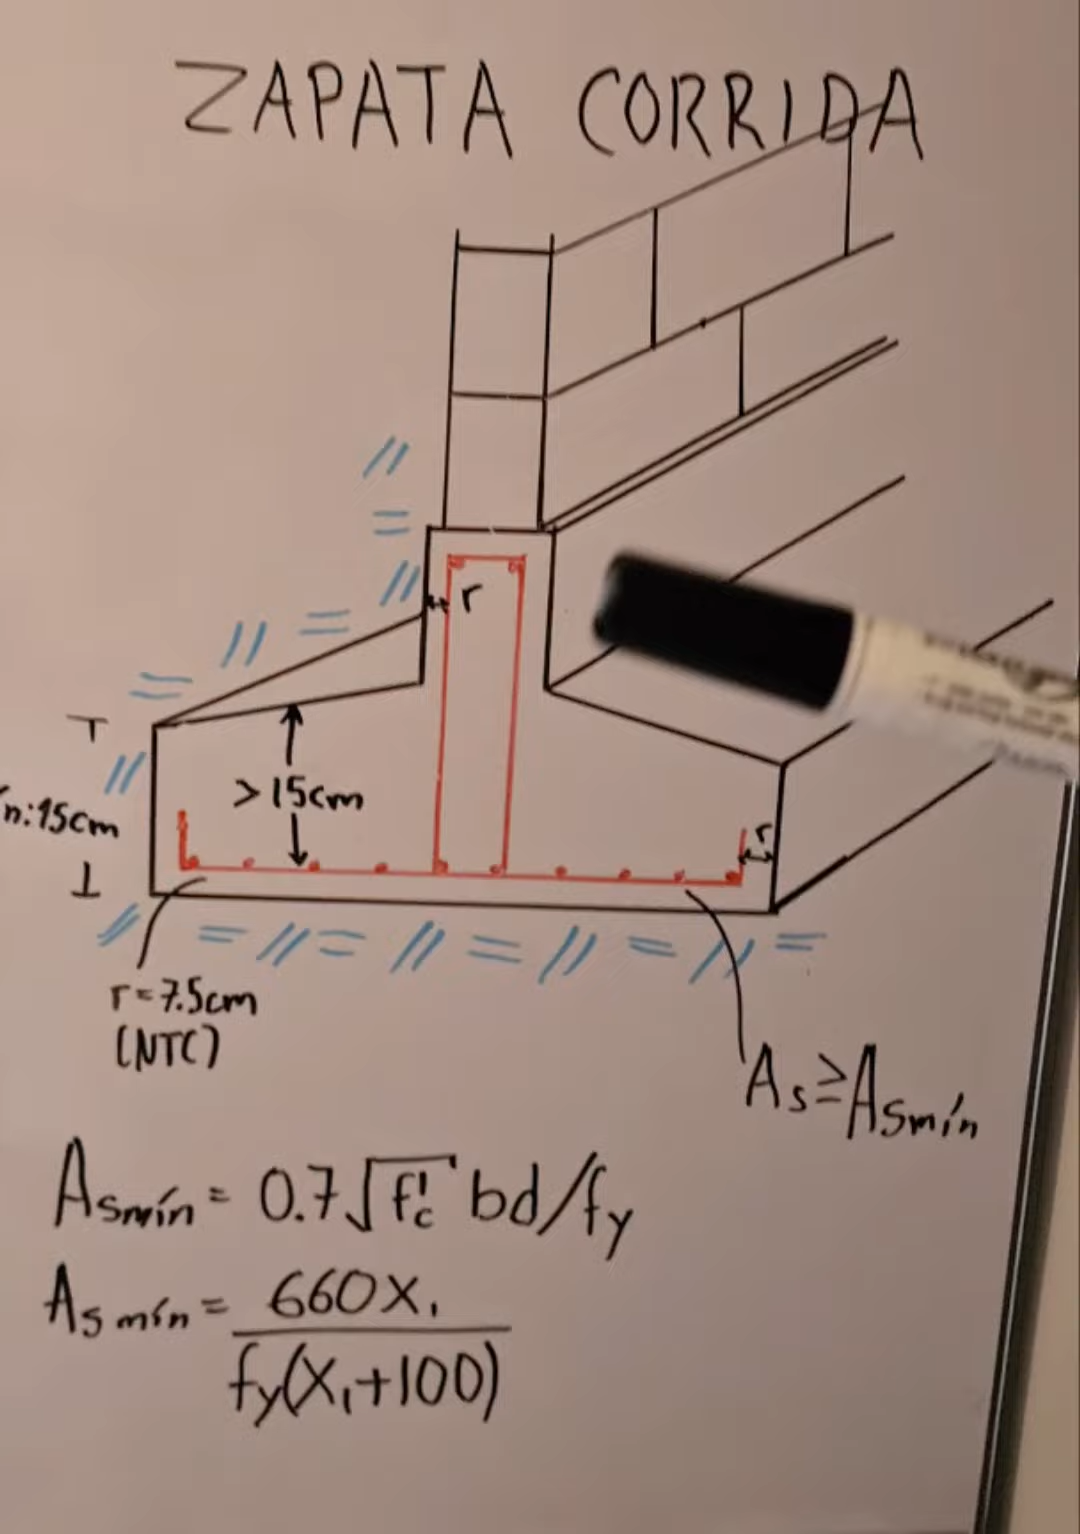 ZAPATA CORRIDA
r
>15cm
n:15cm
r
r=7.5cm
(NTC)
As≥Asmín
Asmín = 0.7√f'c bd/fy
As mín = 660X₁
fy(X₁+100)